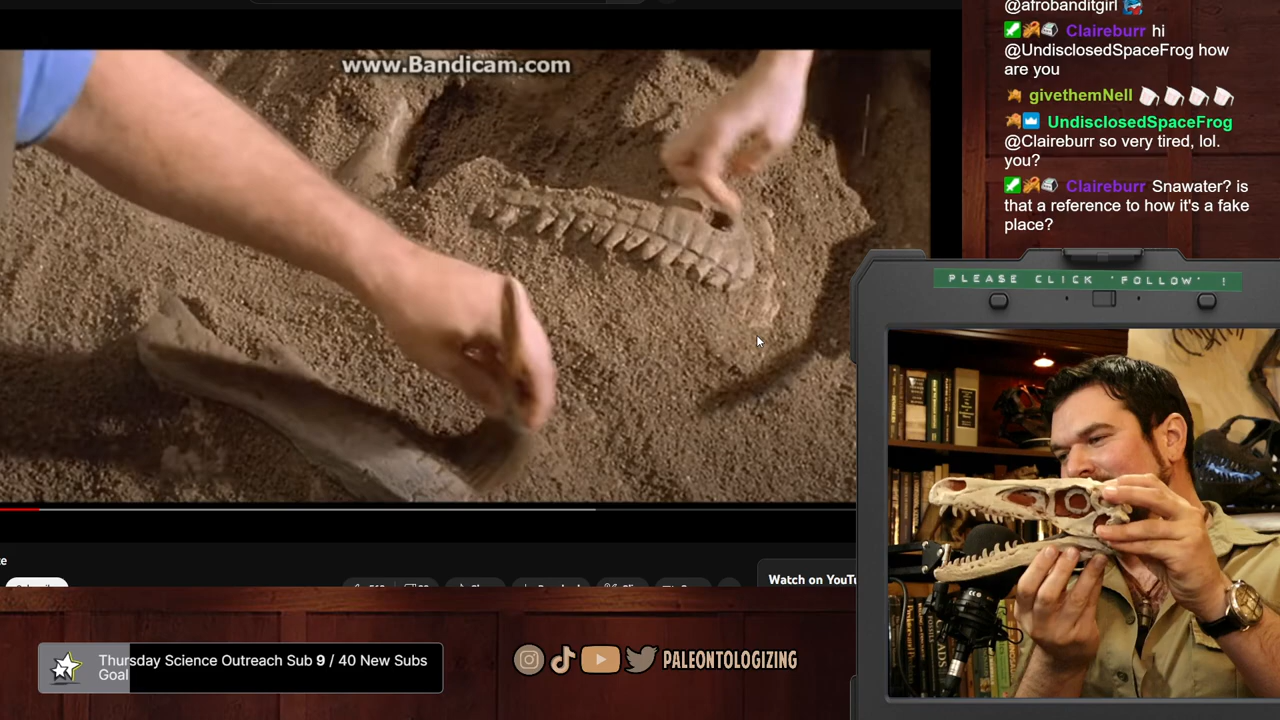 @afrobanditgirl
Claireburr hi
@UndisclosedSpaceFrog how
are you
givethemNell
UndisclosedSpaceFrog
@Claireburr so very tired, lol.
you?
Claireburr Snawater? is
that a reference to how it's a fake
place?
www.Bandicam.com
PLEASE CLICK 'FOLLOW' !
Watch on YouTu
Thursday Science Outreach Sub 9 / 40 New Subs
Goal
PALEONTOLOGIZING